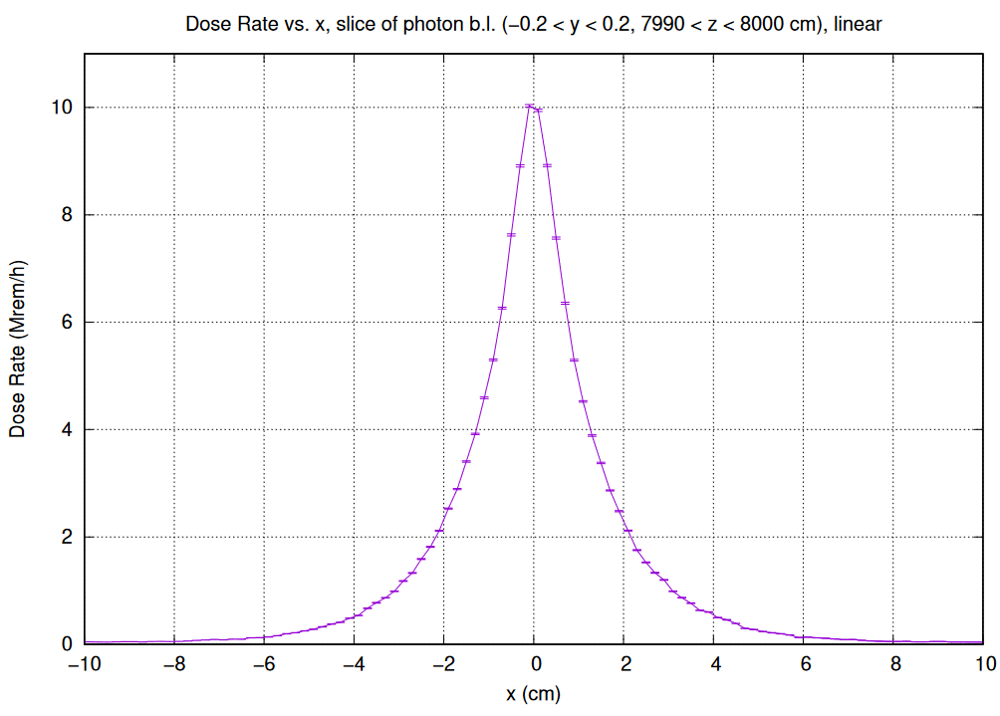 Dose Rate vs. x, slice of photon b.l. (−0.2 < y < 0.2, 7990 < z < 8000 cm), linear
10
8
6
4
2
0
Dose Rate (Mrem/h)
−10 −8 −6 −4 −2 0 2 4 6 8 10
x (cm)